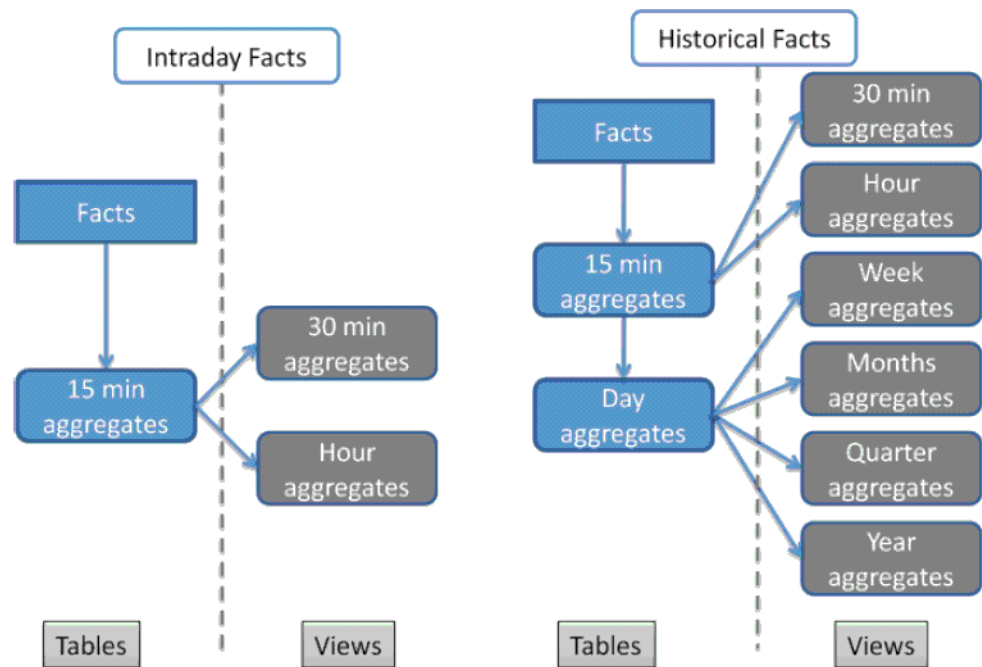 Intraday Facts
Facts
15 min
aggregates
30 min
aggregates
Hour
aggregates
Tables
Views
Historical Facts
Facts
15 min
aggregates
Day
aggregates
30 min
aggregates
Hour
aggregates
Week
aggregates
Months
aggregates
Quarter
aggregates
Year
aggregates
Tables
Views